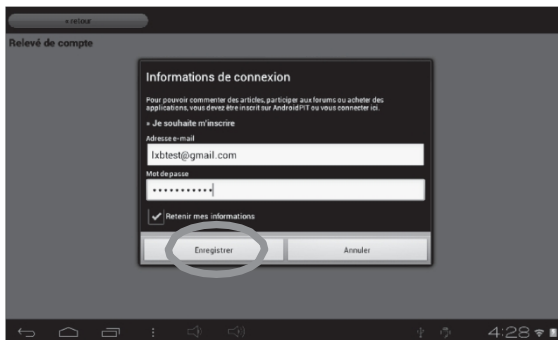 « retour
Relevé de compte
Informations de connexion
Pour pouvoir commenter des articles, participer aux forums ou acheter des
applications, vous devez être inscrit sur AndroidPIT ou vous connecter ici.
» Je souhaite m'inscrire
Adresse e-mail
lxbtest@gmail.com
Mot de passe
•••••••••••
Retenir mes informations
Enregistrer
Annuler
4:28